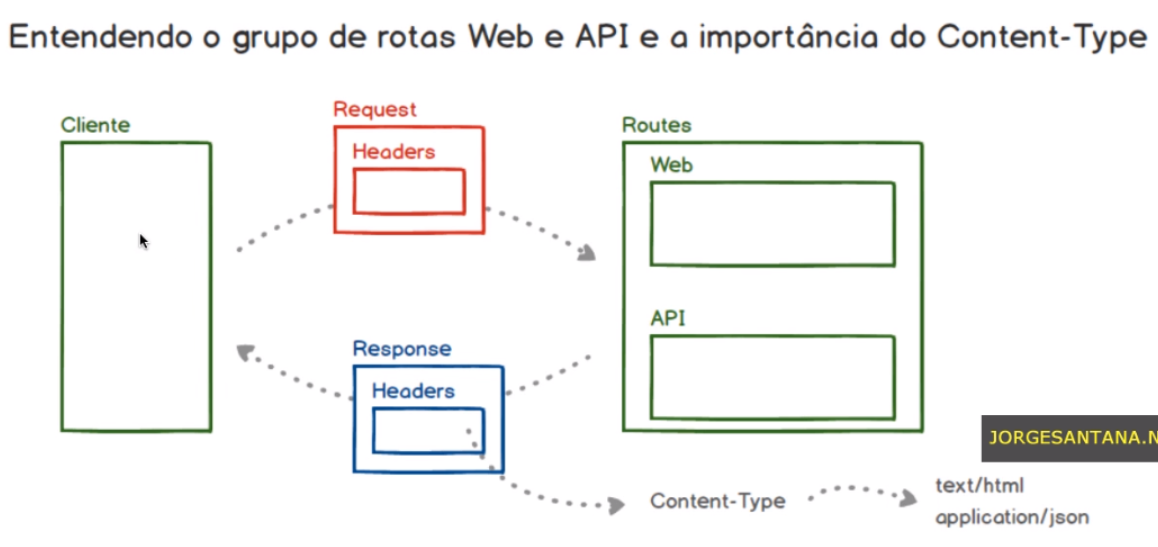 Entendendo o grupo de rotas Web e API e a importância do Content-Type
Cliente
Request
Headers
Routes
Web
API
Response
Headers
JORGESANTANA.N
Content-Type
text/html
application/json